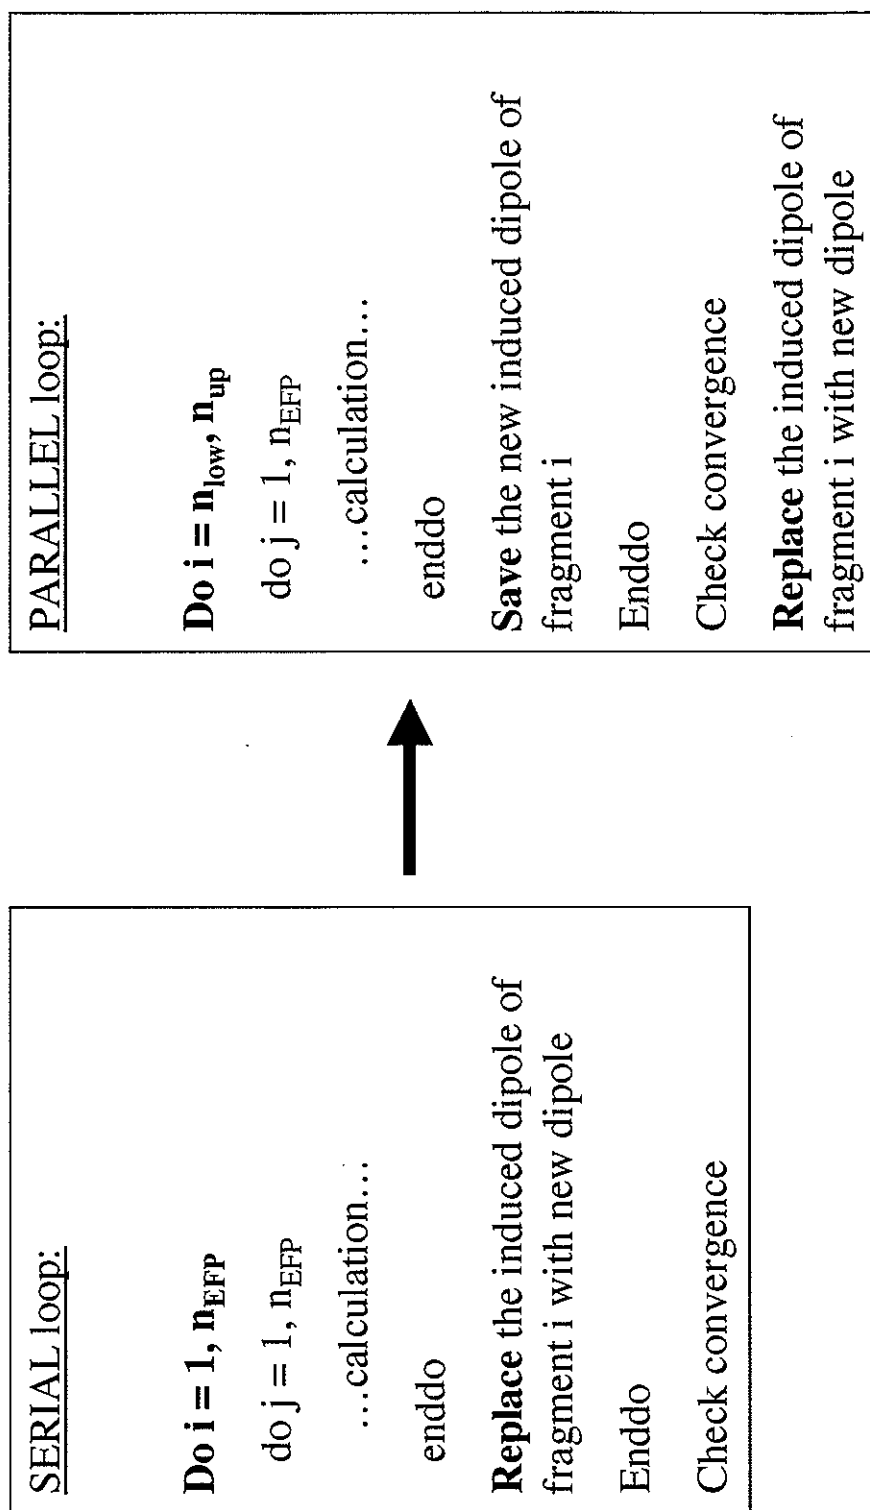 SERIAL loop:
Do i = 1, nEFP
do j = 1, nEFP
…calculation…
enddo
Replace the induced dipole of
fragment i with new dipole
Enddo
Check convergence
PARALLEL loop:
Do i = nlow, nup
do j = 1, nEFP
…calculation…
enddo
Save the new induced dipole of
fragment i
Enddo
Check convergence
Replace the induced dipole of
fragment i with new dipole